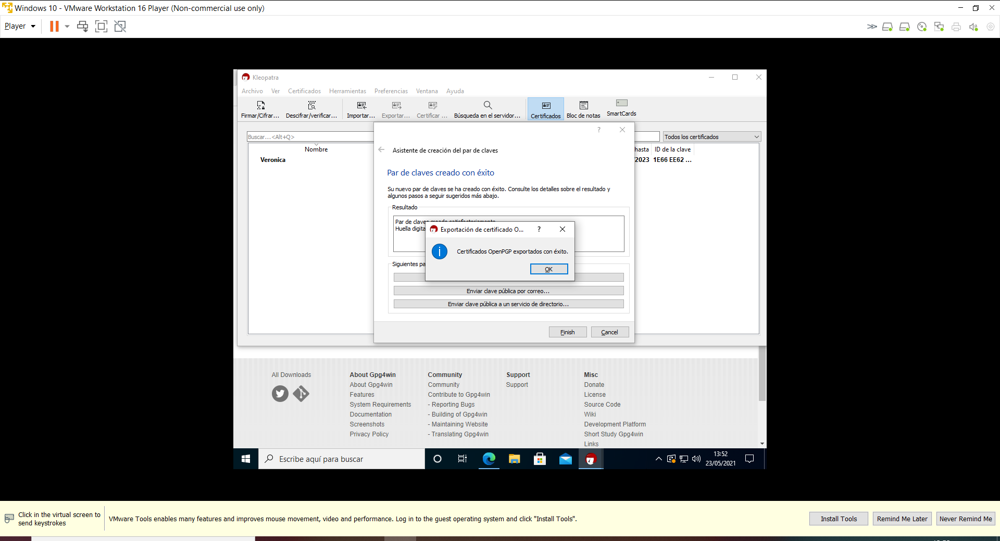 Windows 10 - VMware Workstation 16 Player (Non-commercial use only)
Player
Kleopatra
Archivo Ver Certificados Herramientas Preferencias Ventana Ayuda
Firmar/Cifrar... Descifrar/verificar... Importar... Exportar... Certificar ... Búsqueda en el servidor... Certificados Bloc de notas SmartCards
Buscar...<Alt+Q>
Todos los certificados
Nombre
hasta
ID de la clave
Veronica
/2023
1E66 EE62 ...
?
Asistente de creación del par de claves
Par de claves creado con éxito
Su nuevo par de claves se ha creado con éxito. Consulte los detalles sobre el resultado y
algunos pasos a seguir sugeridos más abajo.
Resultado
Par de claves creado satisfactoriamente
Huella digita
Exportación de certificado O... ?
Certificados OpenPGP exportados con éxito.
OK
Siguientes pa
Enviar clave pública por correo...
Enviar clave pública a un servicio de directorio...
Finish
Cancel
All Downloads
About Gpg4win
About Gpg4win
Features
System Requirements
Documentation
Screenshots
Privacy Policy
Community
Community
Contribute to Gpg4win
- Reporting Bugs
- Building of Gpg4win
- Maintaining Website
- Translating Gpg4win
Support
Support
Misc
Donate
License
Source Code
Wiki
Development Platform
Short Study Gpg4win
Links
Escribe aquí para buscar
13:52
23/05/2021
Click in the virtual screen to
send keystrokes
VMware Tools enables many features and improves mouse movement, video and performance. Log in to the guest operating system and click "Install Tools".
Install Tools
Remind Me Later
Never Remind Me